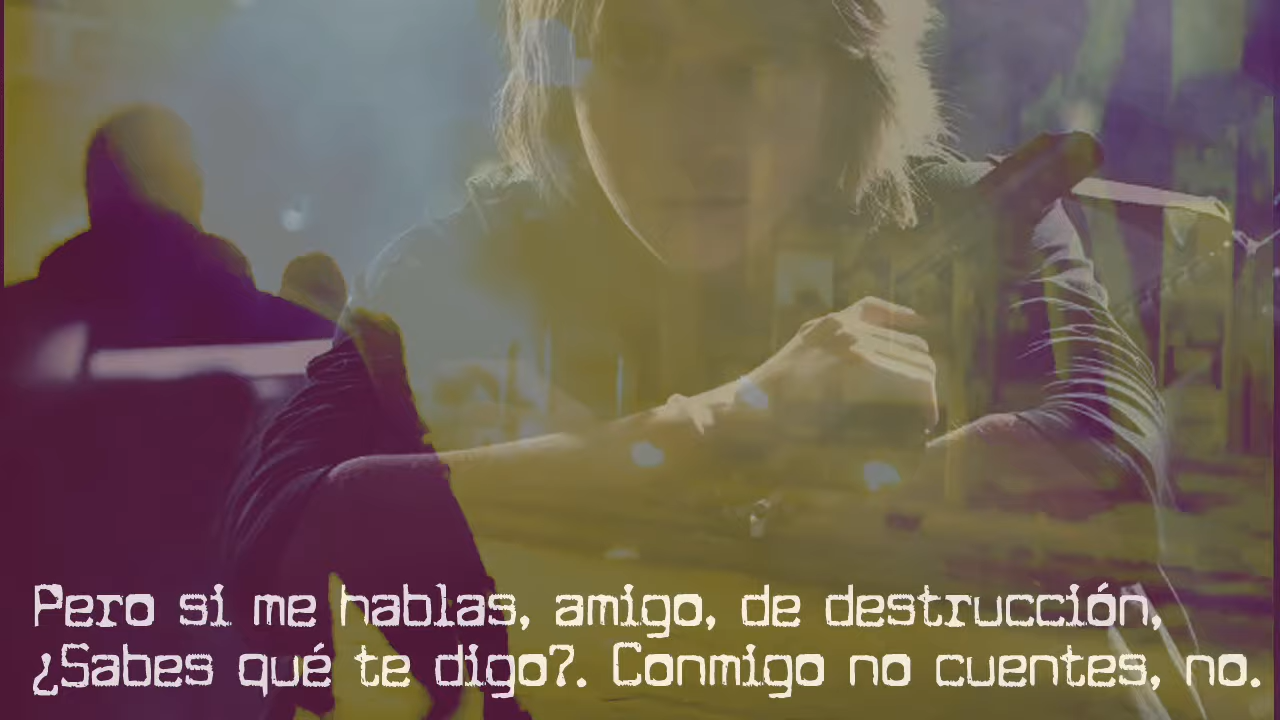 Pero si me hablas, amigo, de destrucción,
¿Sabes qué te digo?. Conmigo no cuentes, no.